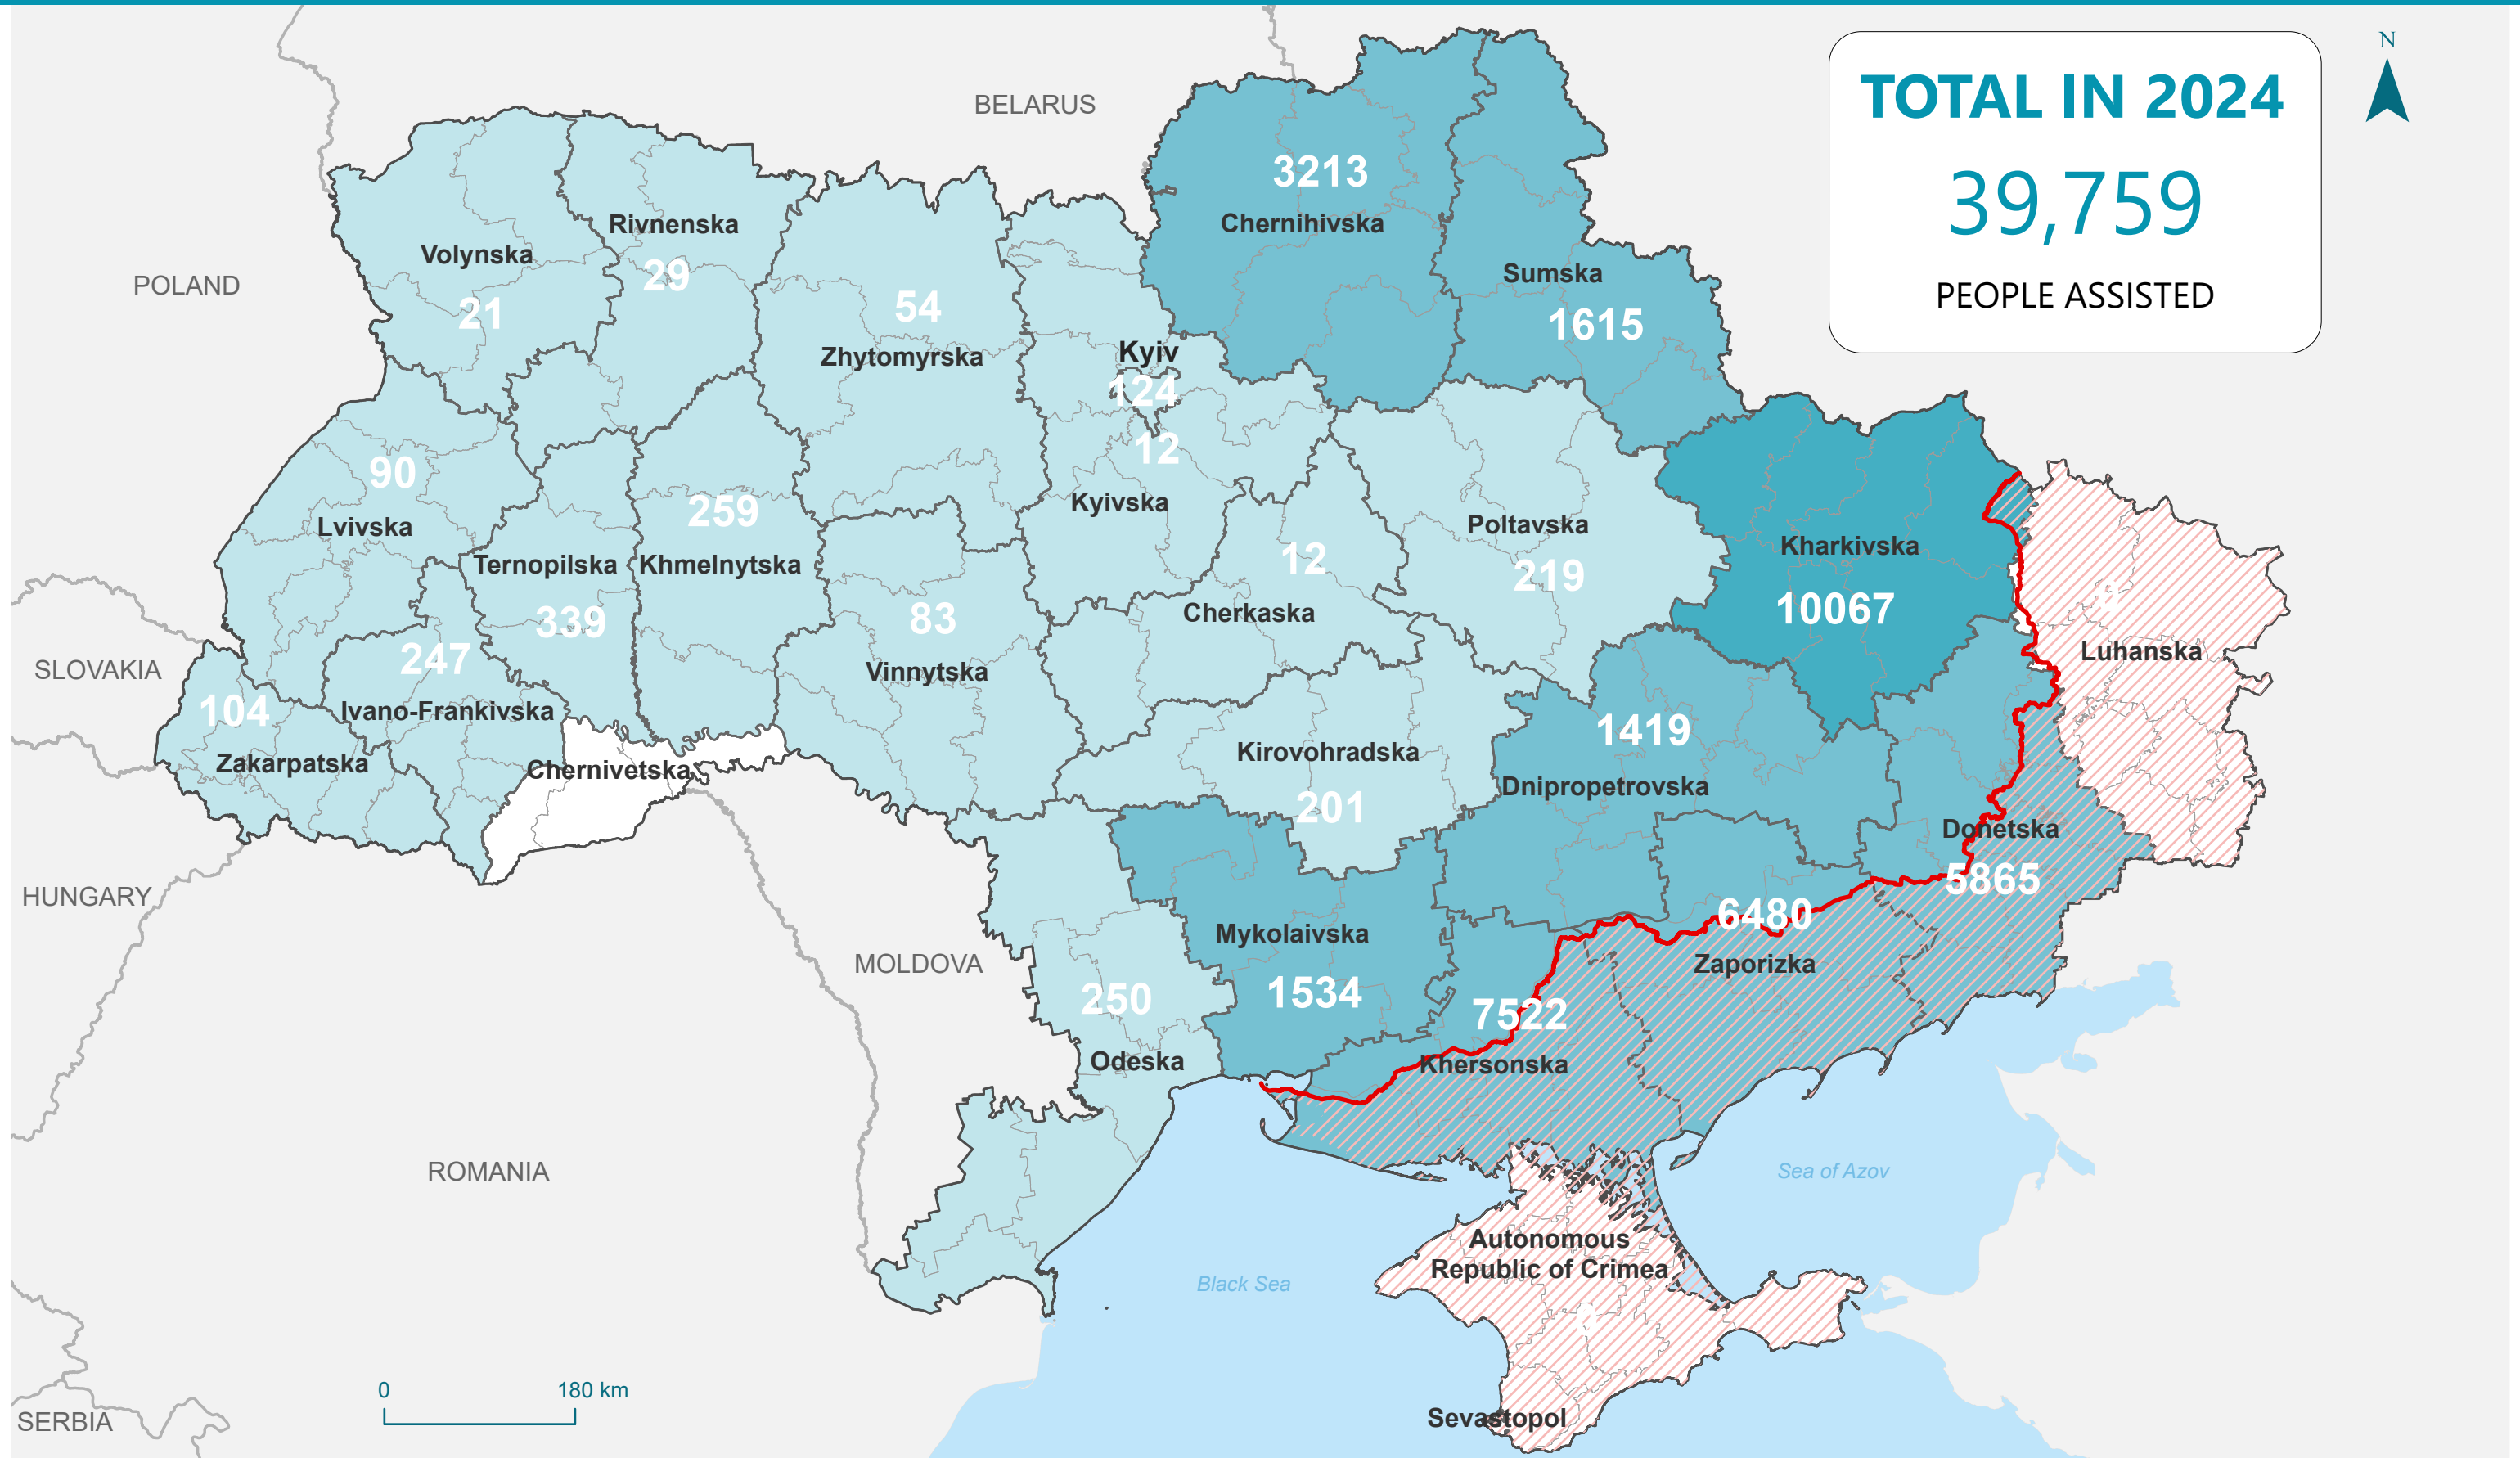 TOTAL IN 2024
39,759
PEOPLE ASSISTED
N
BELARUS
POLAND
SLOVAKIA
HUNGARY
ROMANIA
SERBIA
MOLDOVA
Volynska
21
Rivnenska
29
54
Zhytomyrska
Kyiv
124
12
Kyivska
3213
Chernihivska
Sumska
1615
90
Lvivska
Ternopilska
339
259
Khmelnytska
83
Vinnytska
12
Cherkaska
Poltavska
219
Kharkivska
10067
Luhanska
247
Ivano-Frankivska
104
Zakarpatska
Chernivetska
Kirovohradska
201
1419
Dnipropetrovska
Donetska
5865
6480
Zaporizka
Mykolaivska
1534
7522
Khersonska
250
Odeska
Sea of Azov
Black Sea
Autonomous
Republic of Crimea
Sevastopol
0
180 km